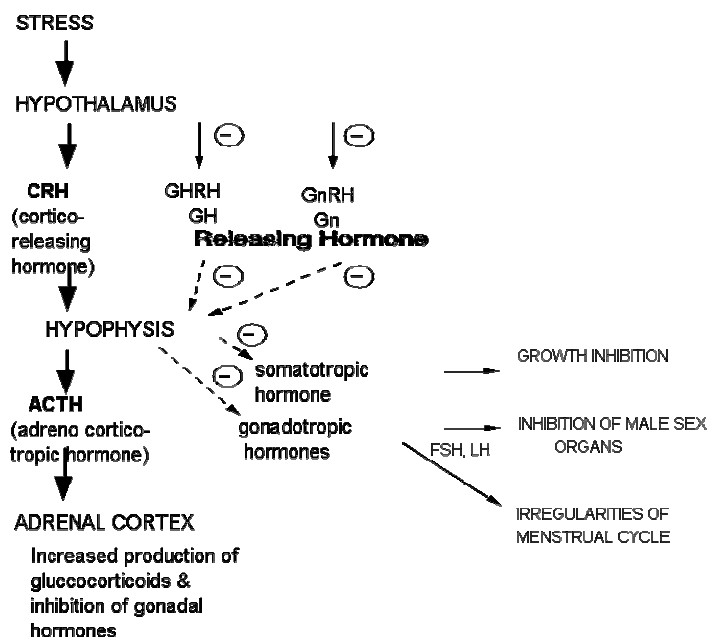 STRESS
HYPOTHALAMUS
CRH
(cortico-
releasing
hormone)
GHRH
GH
GnRH
Gn
Releasing Hormone
HYPOPHYSIS
somatotropic
hormone
gonadotropic
hormones
GROWTH INHIBITION
INHIBITION OF MALE SEX
ORGANS
FSH, LH
IRREGULARITIES OF
MENSTRUAL CYCLE
ACTH
(adreno cortico-
tropic hormone)
ADRENAL CORTEX
Increased production of
gluccocorticoids &
inhibition of gonadal
hormones